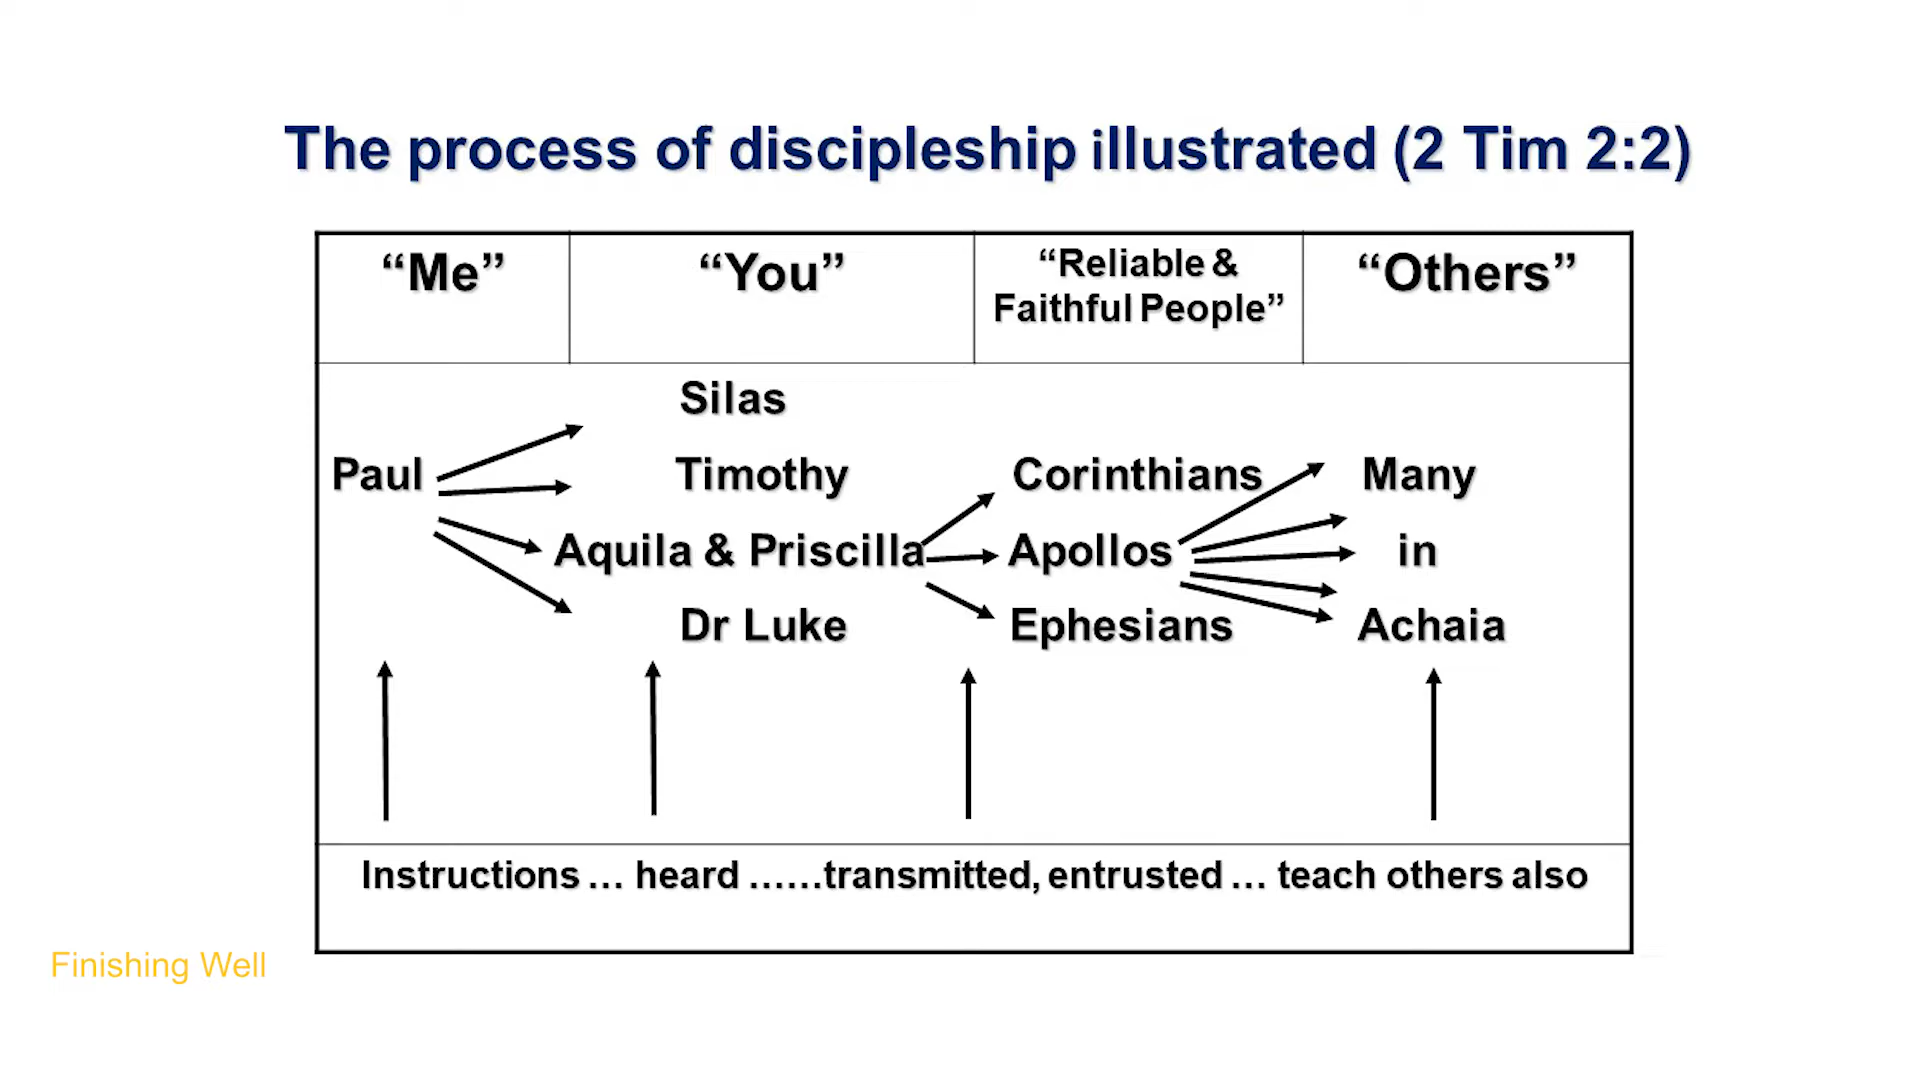 The process of discipleship illustrated (2 Tim 2:2)
“Me” “You” “Reliable & Faithful People” “Others”
Silas
Paul Timothy Corinthians Many
Aquila & Priscilla Apollos in
Dr Luke Ephesians Achaia
Instructions … heard ……transmitted, entrusted … teach others also
Finishing Well